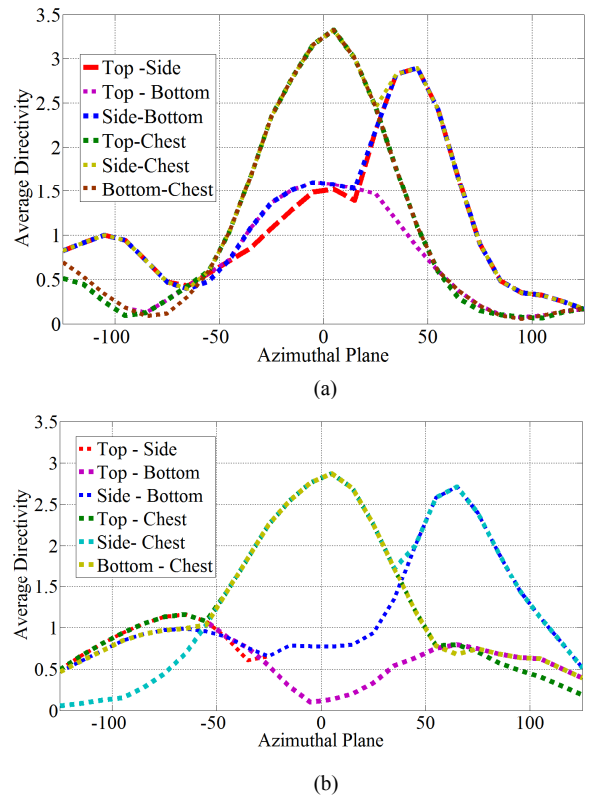 3.5
3
2.5
2
1.5
1
0.5
0
Average Directivity
Top -Side
Top - Bottom
Side-Bottom
Top-Chest
Side-Chest
Bottom-Chest
-100 -50 0 50 100
Azimuthal Plane
(a)
3.5
3
2.5
2
1.5
1
0.5
0
Average Directivity
Top - Side
Top - Bottom
Side - Bottom
Top - Chest
Side- Chest
Bottom - Chest
-100 -50 0 50 100
Azimuthal Plane
(b)